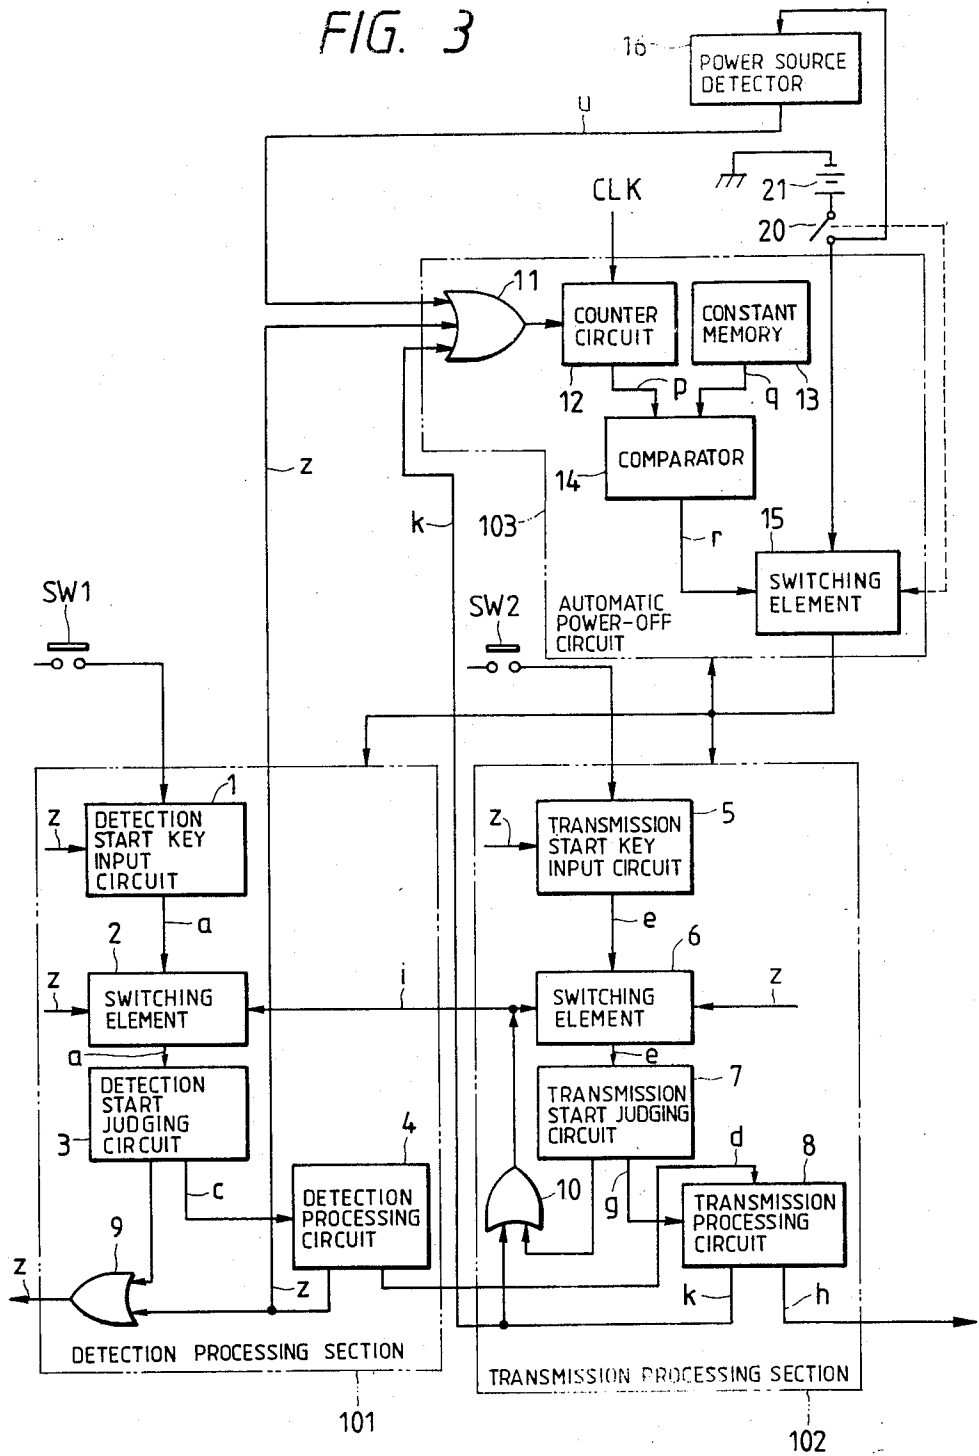 FIG. 3
16
POWER SOURCE
DETECTOR
u
21
20
CLK
11
COUNTER
CIRCUIT
12
CONSTANT
MEMORY
13
p
q
COMPARATOR
14
z
k
103
r
15
SWITCHING
ELEMENT
AUTOMATIC
POWER-OFF
CIRCUIT
SW1
SW2
1
DETECTION
START KEY
INPUT
CIRCUIT
z
a
2
SWITCHING
ELEMENT
z
a
DETECTION
START
JUDGING
CIRCUIT
3
c
4
DETECTION
PROCESSING
CIRCUIT
9
z
z
DETECTION PROCESSING SECTION
101
i
5
TRANSMISSION
START KEY
INPUT CIRCUIT
z
e
6
SWITCHING
ELEMENT
z
e
7
TRANSMISSION
START JUDGING
CIRCUIT
10
g
d
8
TRANSMISSION
PROCESSING
CIRCUIT
k
h
TRANSMISSION PROCESSING SECTION
102